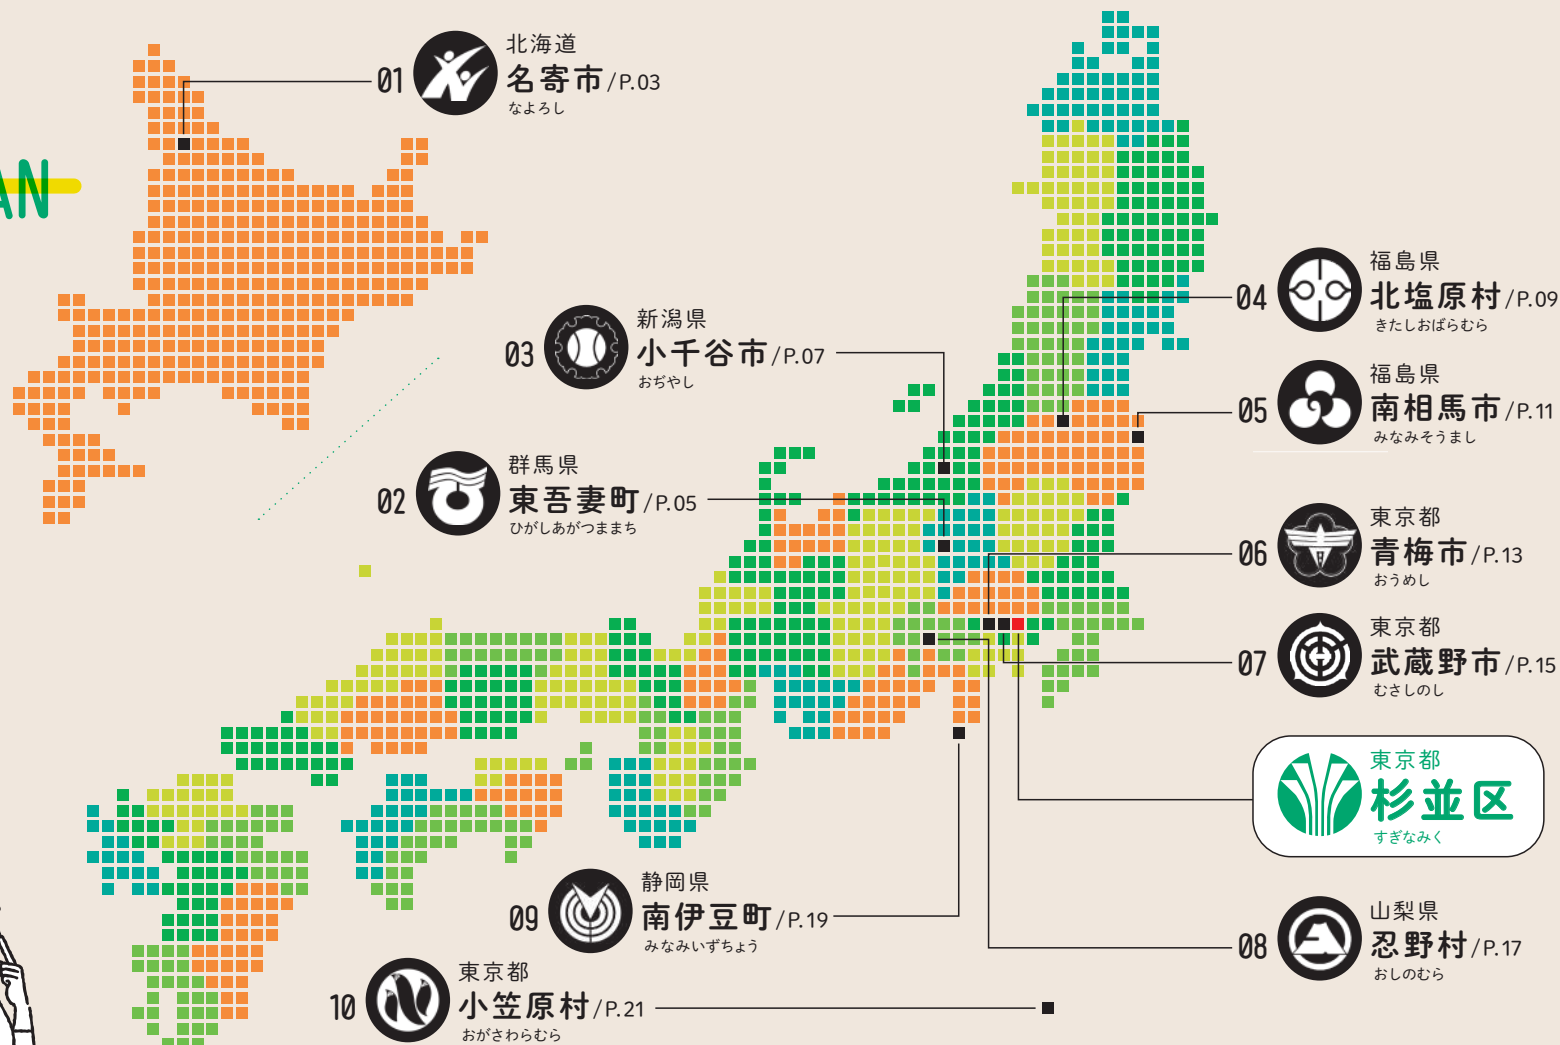 AN
01
北海道
名寄市/P.03
なよろし
03
新潟県
小千谷市/P.07
おぢやし
02
群馬県
東吾妻町/P.05
ひがしあがつままち
04
福島県
北塩原村/P.09
きたしおばらむら
05
福島県
南相馬市/P.11
みなみそうまし
06
東京都
青梅市/P.13
おうめし
07
東京都
武蔵野市/P.15
むさしのし
東京都
杉並区
すぎなみく
08
山梨県
忍野村/P.17
おしのむら
09
静岡県
南伊豆町/P.19
みなみいずちょう
10
東京都
小笠原村/P.21
おがさわらむら